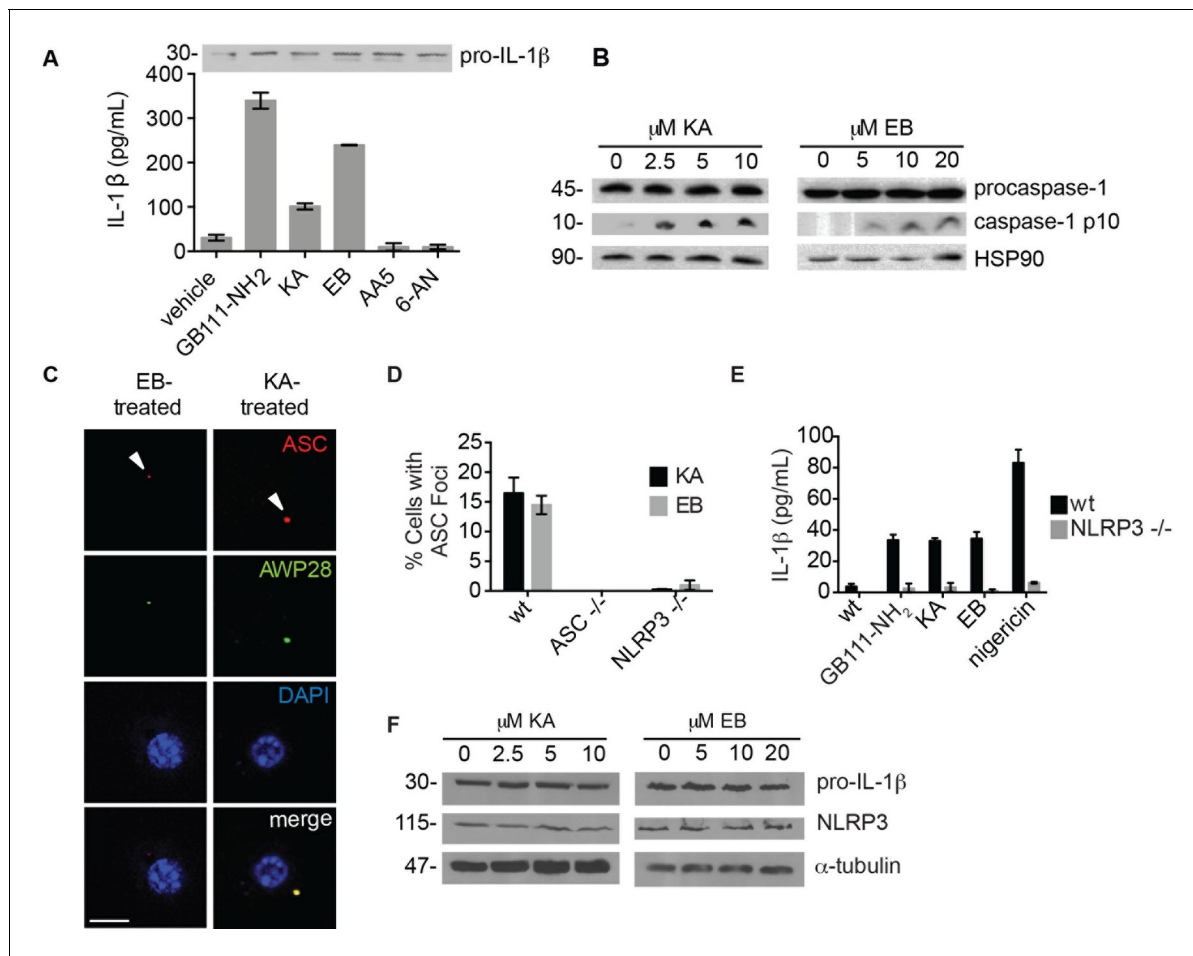 A
30-
pro-IL-1β
IL-1 β (pg/mL)
400
300
200
100
0
vehicle
GB111-NH2
KA
EB
AA5
6-AN
B
μM KA
μM EB
0 2.5 5 10
0 5 10 20
45-
procaspase-1
10-
caspase-1 p10
90-
HSP90
C
EB-
treated
KA-
treated
ASC
AWP28
DAPI
merge
D
% Cells with
ASC Foci
25
20
15
10
5
0
KA
EB
wt
ASC -/-
NLRP3 -/-
E
IL-1β (pg/mL)
100
80
60
40
20
0
wt
NLRP3 -/-
wt
GB111-NH₂
KA
EB
nigericin
F
μM KA
μM EB
0 2.5 5 10
0 5 10 20
30-
pro-IL-1β
115-
NLRP3
47-
α-tubulin